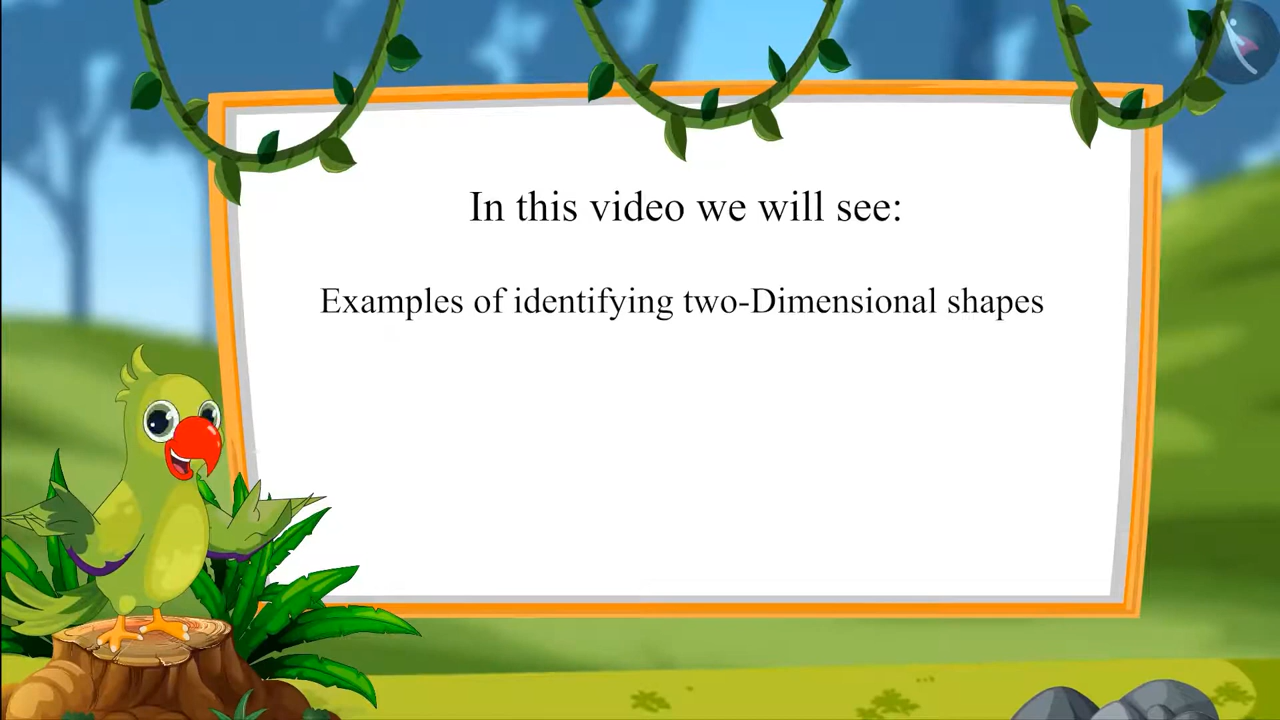 In this video we will see:
Examples of identifying two-Dimensional shapes